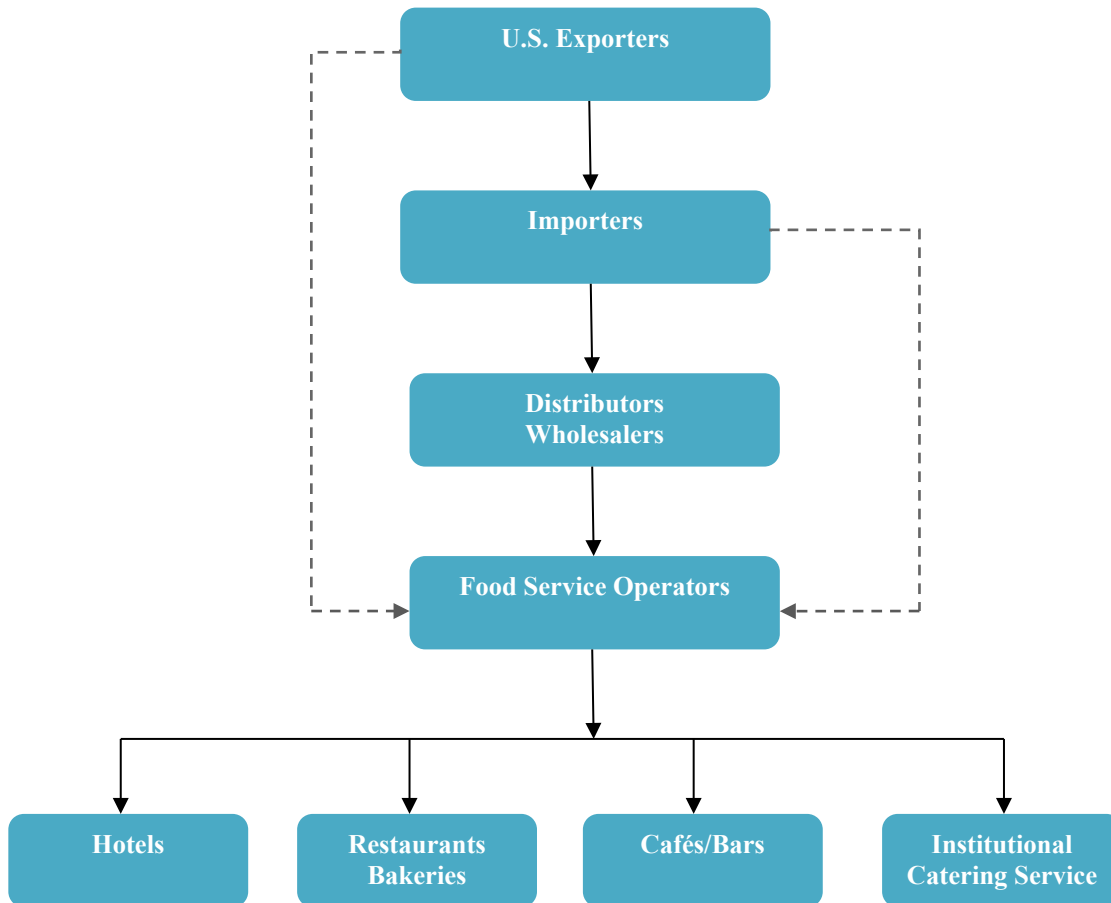 U.S. Exporters
Importers
Distributors
Wholesalers
Food Service Operators
Hotels
Restaurants
Bakeries
Cafés/Bars
Institutional
Catering Service